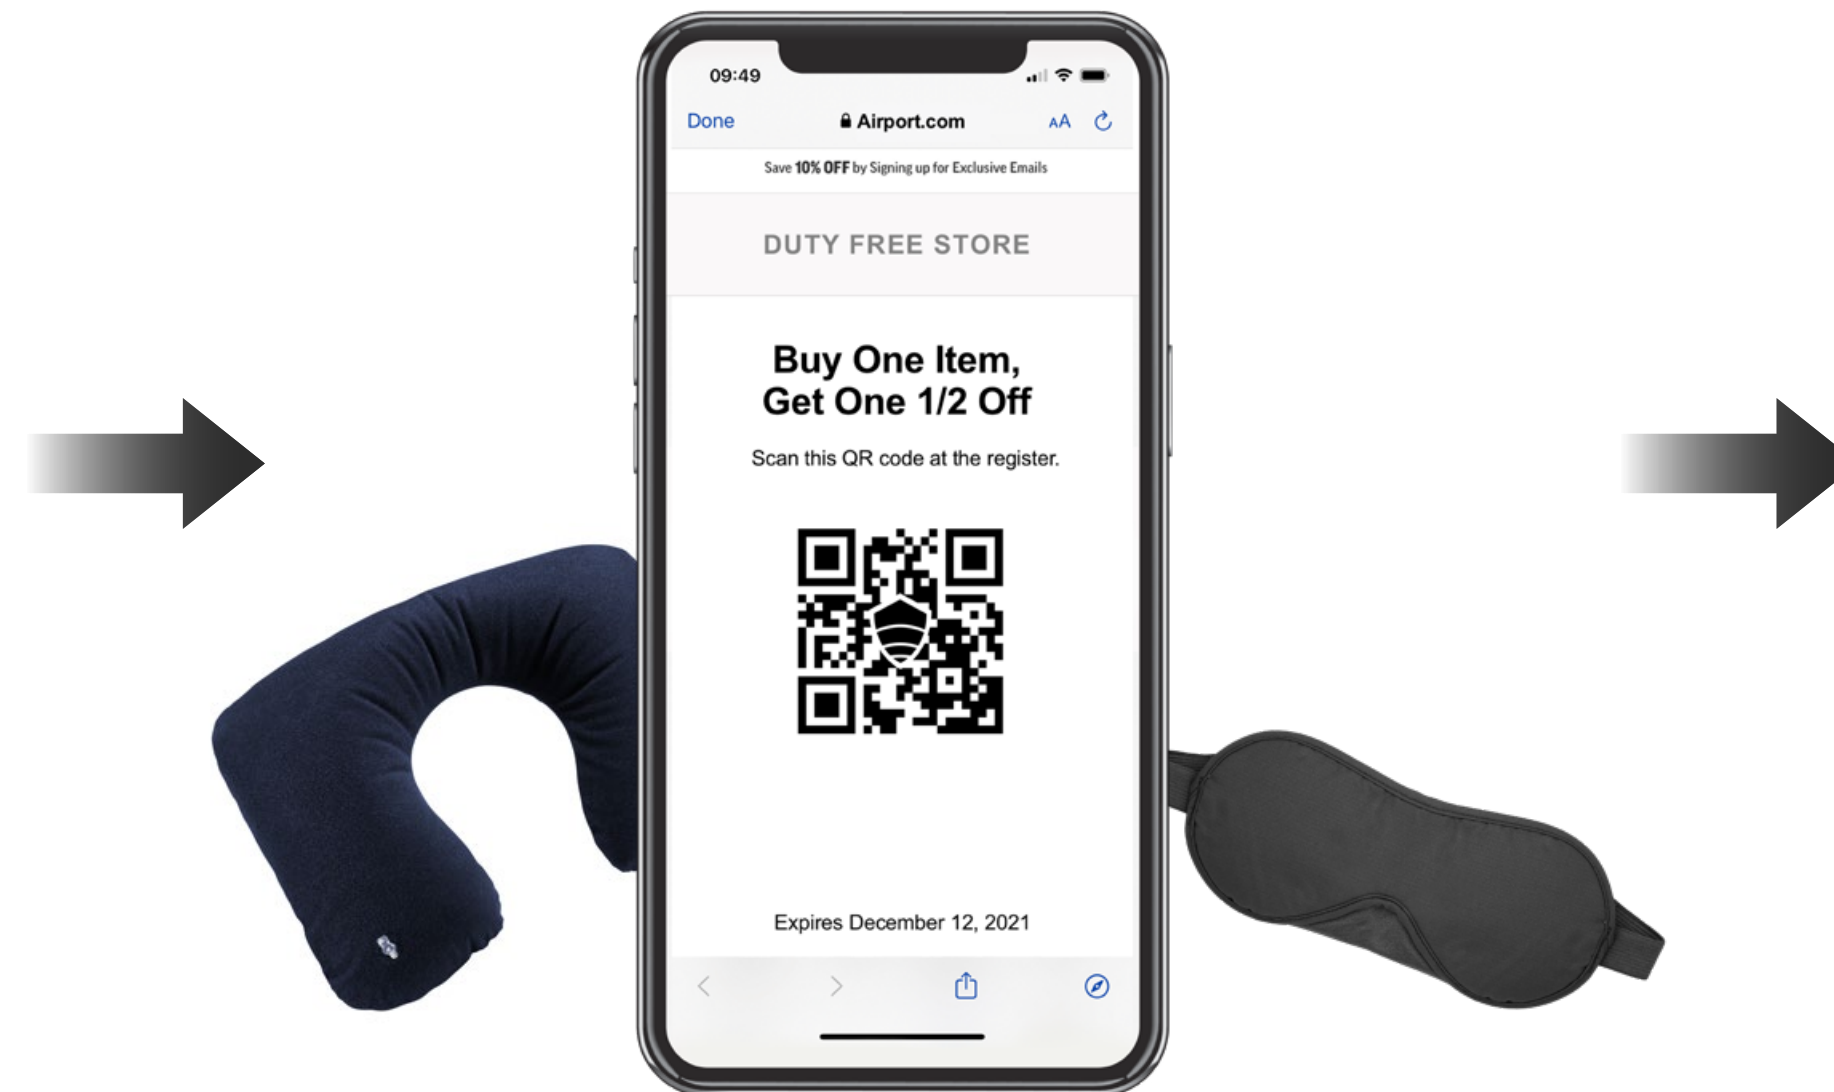 09:49
Done
Airport.com
AA
Save 10% OFF by Signing up for Exclusive Emails
DUTY FREE STORE
Buy One Item,
Get One 1/2 Off
Scan this QR code at the register.
Expires December 12, 2021